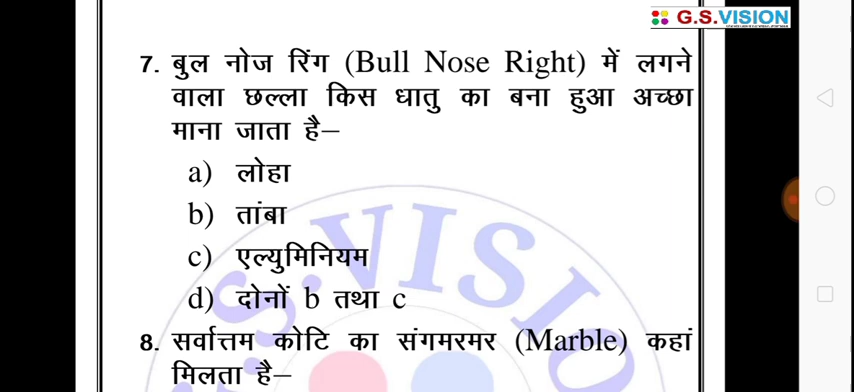 G.S.VISION
7. बुल नोज रिंग (Bull Nose Right) में लगने
वाला छल्ला किस धातु का बना हुआ अच्छा
माना जाता है–
a) लोहा
b) तांबा
c) एल्युमिनियम
d) दोनों b तथा c
8. सर्वात्तम कोटि का संगमरमर (Marble) कहां
मिलता है–
S.VISIO